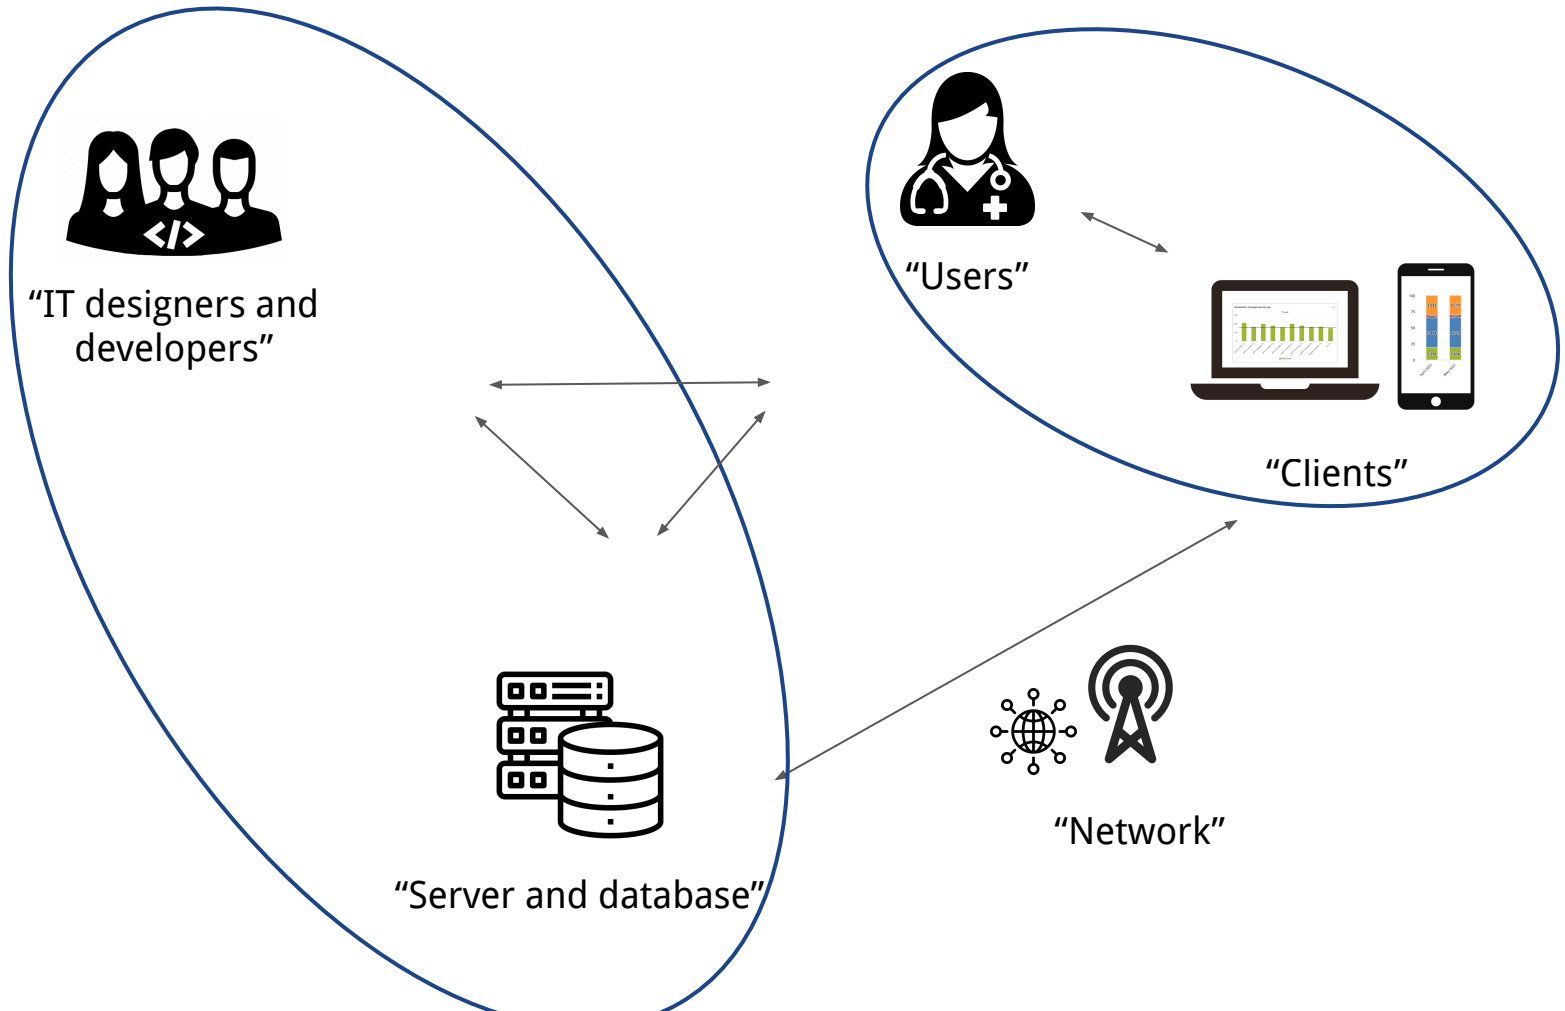 “IT designers and
developers”
“Users”
“Clients”
“Network”
“Server and database”